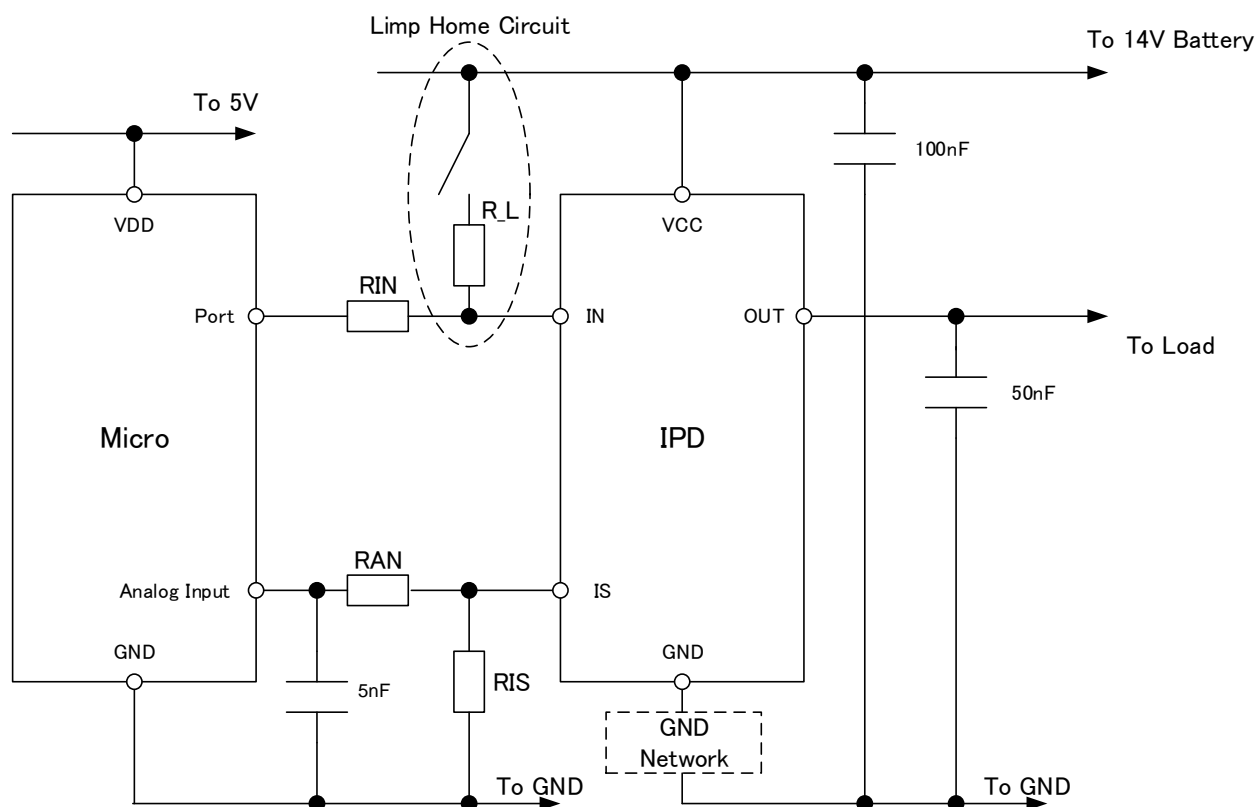 Limp Home Circuit
To 14V Battery
To 5V
100nF
VDD
R_L
VCC
RIN
Port
IN
OUT
To Load
50nF
Micro
IPD
RAN
Analog Input
IS
GND
GND
5nF
RIS
GND
Network
To GND
To GND